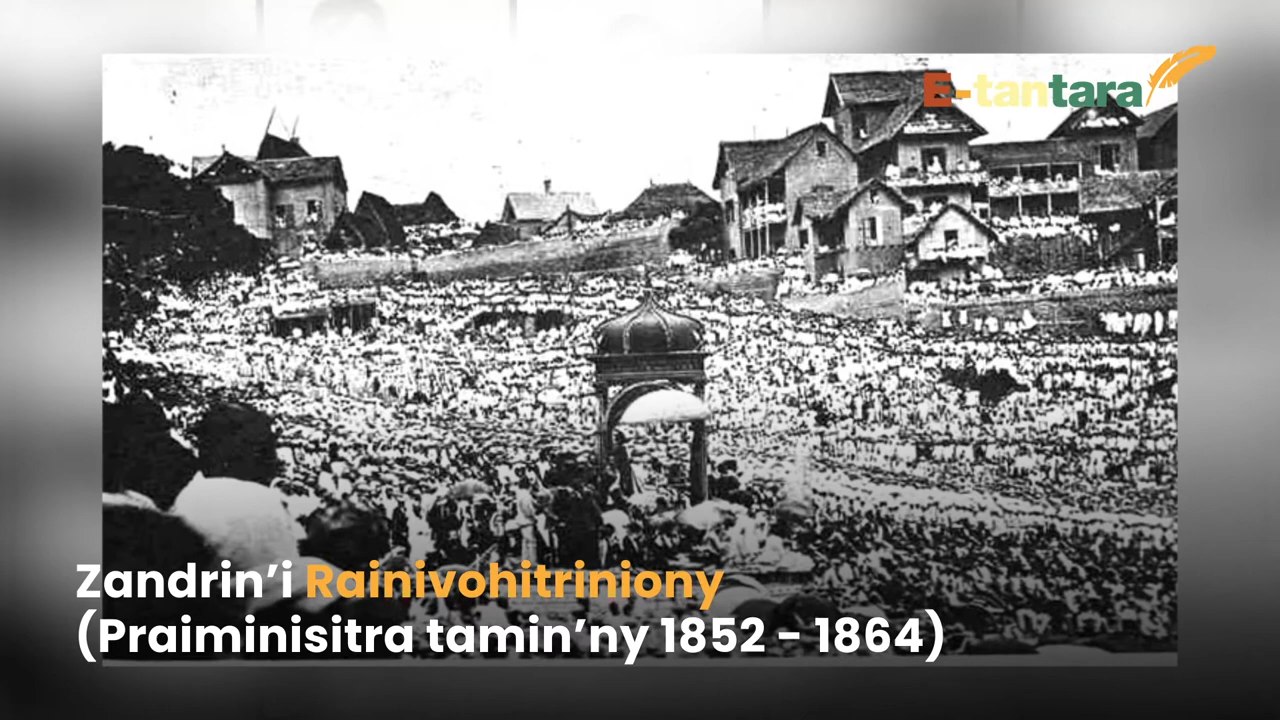 E-tantara
Zandrin’i Rainivohitriniony
(Praiminisitra tamin’ny 1852 - 1864)